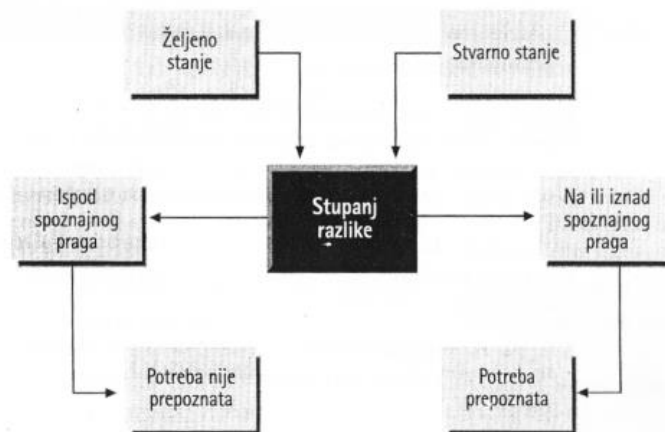 Željeno
stanje
Stvarno stanje
Ispod
spoznajnog
praga
Stupanj
razlike
Na ili iznad
spoznajnog
praga
Potreba nije
prepoznata
Potreba
prepoznata